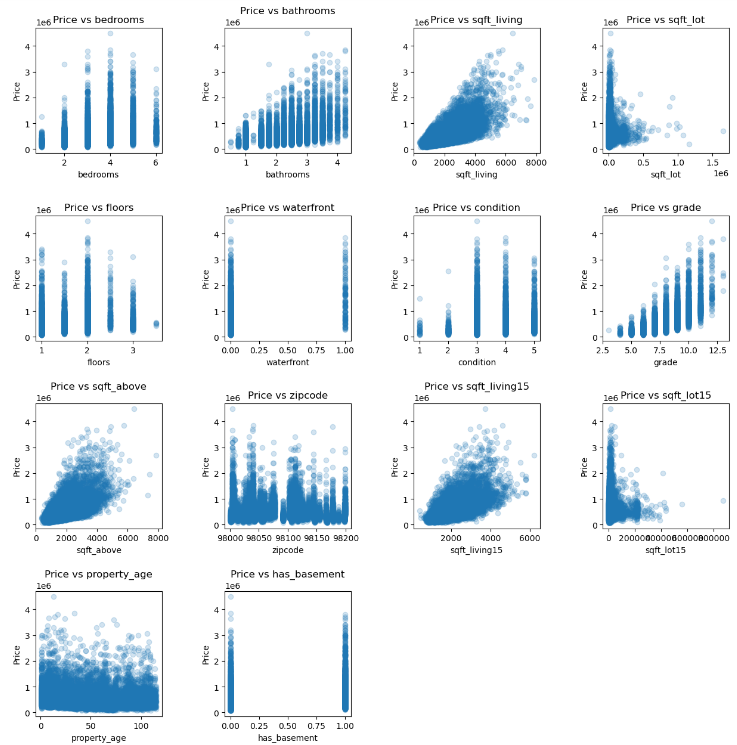 Price vs bedrooms
1e6
Price
4
3
2
1
0
2 4 6
bedrooms
Price vs bathrooms
1e6
Price
4
3
2
1
0
1 2 3 4
bathrooms
Price vs sqft_living
1e6
Price
4
3
2
1
0
0 2000 4000 6000 8000
sqft_living
Price vs sqft_lot
1e6
Price
4
3
2
1
0
0.0 0.5 1.0 1.5
1e6
sqft_lot
Price vs floors
1e6
Price
4
3
2
1
0
1 2 3
floors
Price vs waterfront
1e6
Price
4
3
2
1
0
0.00 0.25 0.50 0.75 1.00
waterfront
Price vs condition
1e6
Price
4
3
2
1
0
1 2 3 4 5
condition
Price vs grade
1e6
Price
4
3
2
1
0
2.5 5.0 7.5 10.0 12.5
grade
Price vs sqft_above
1e6
Price
4
3
2
1
0
0 2000 4000 6000 8000
sqft_above
Price vs zipcode
1e6
Price
4
3
2
1
0
98000 98050 98100 98150 98200
zipcode
Price vs sqft_living15
1e6
Price
4
3
2
1
0
2000 4000 6000
sqft_living15
Price vs sqft_lot15
1e6
Price
4
3
2
1
0
0 200000 400000 600000 800000
sqft_lot15
Price vs property_age
1e6
Price
4
3
2
1
0
0 50 100
property_age
Price vs has_basement
1e6
Price
4
3
2
1
0
0.00 0.25 0.50 0.75 1.00
has_basement